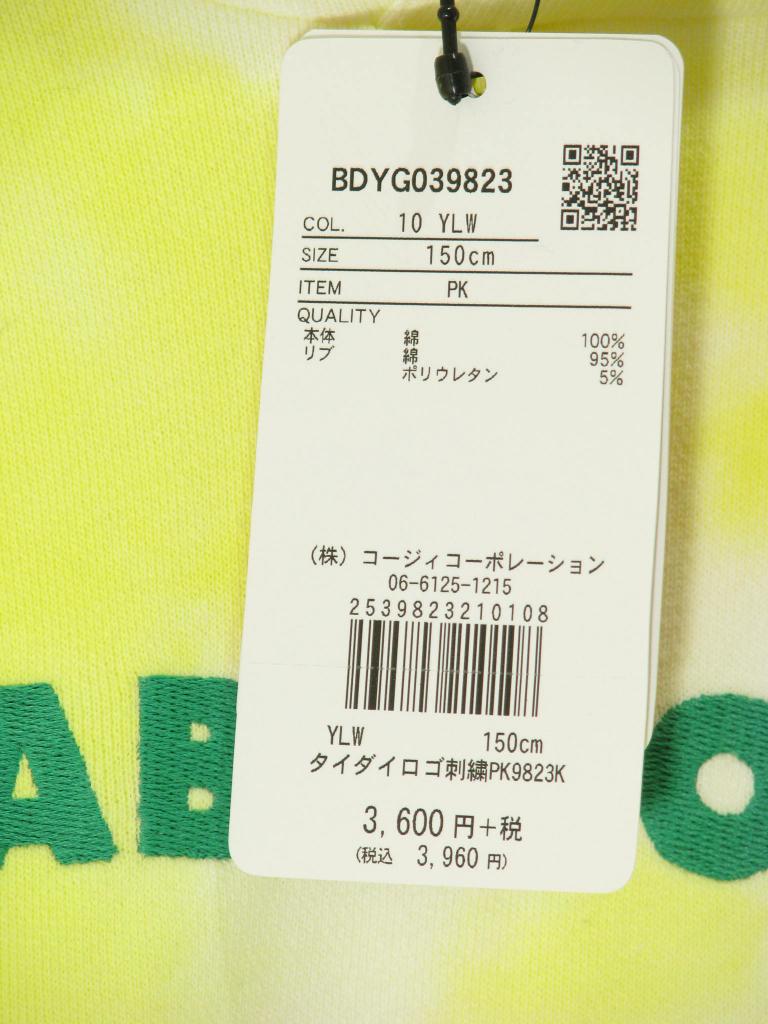 BDYG039823
COL. 10 YLW
SIZE 150cm
ITEM PK
QUALITY
本体 綿 100%
リブ 綿 95%
ポリウレタン 5%
(株) コージィコーポレーション
06-6125-1215
2539823210108
YLW 150cm
タイダイロゴ刺繍PK9823K
3,600円+税
(税込 3,960円)
AB O